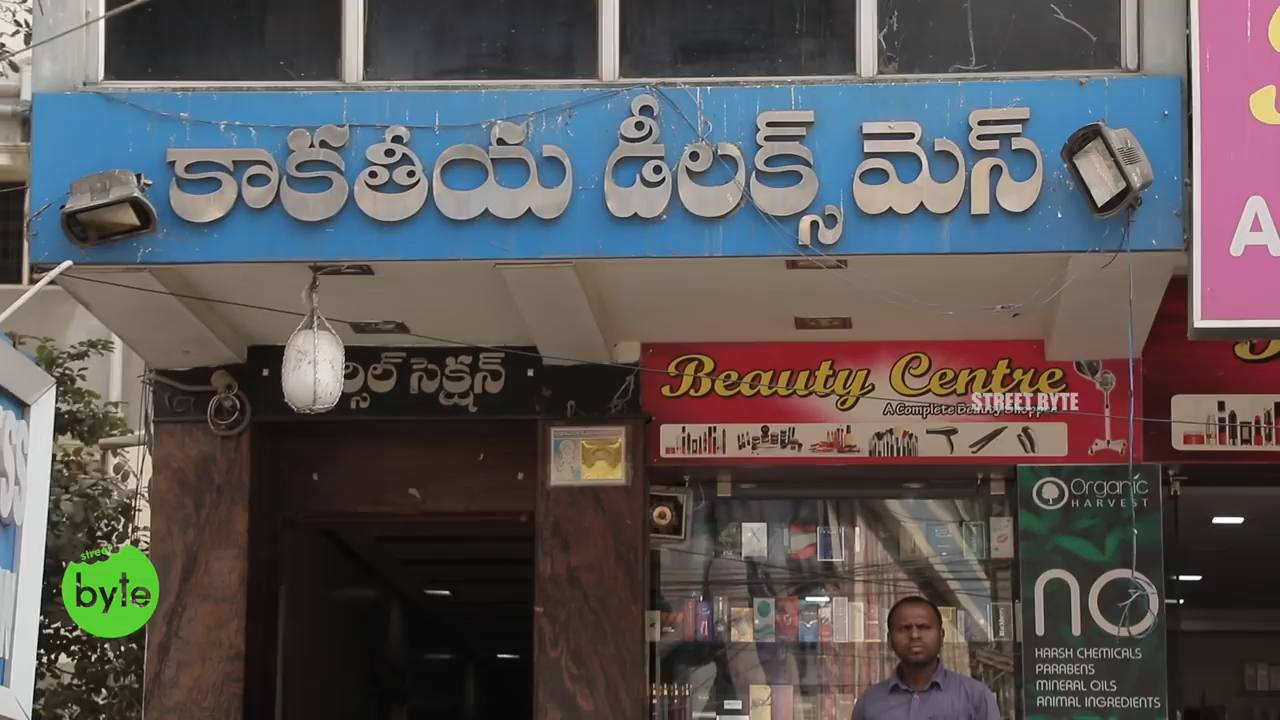 కాకతీయ డీలక్స్ మెస్
ర్సిల్ సెక్షన్
Beauty Centre
A Complete Beauty Shoppe
STREET BYTE
Organic
HARVEST
NO
HARSH CHEMICALS
PARABENS
MINERAL OILS
ANIMAL INGREDIENTS
street
byte
A
SS